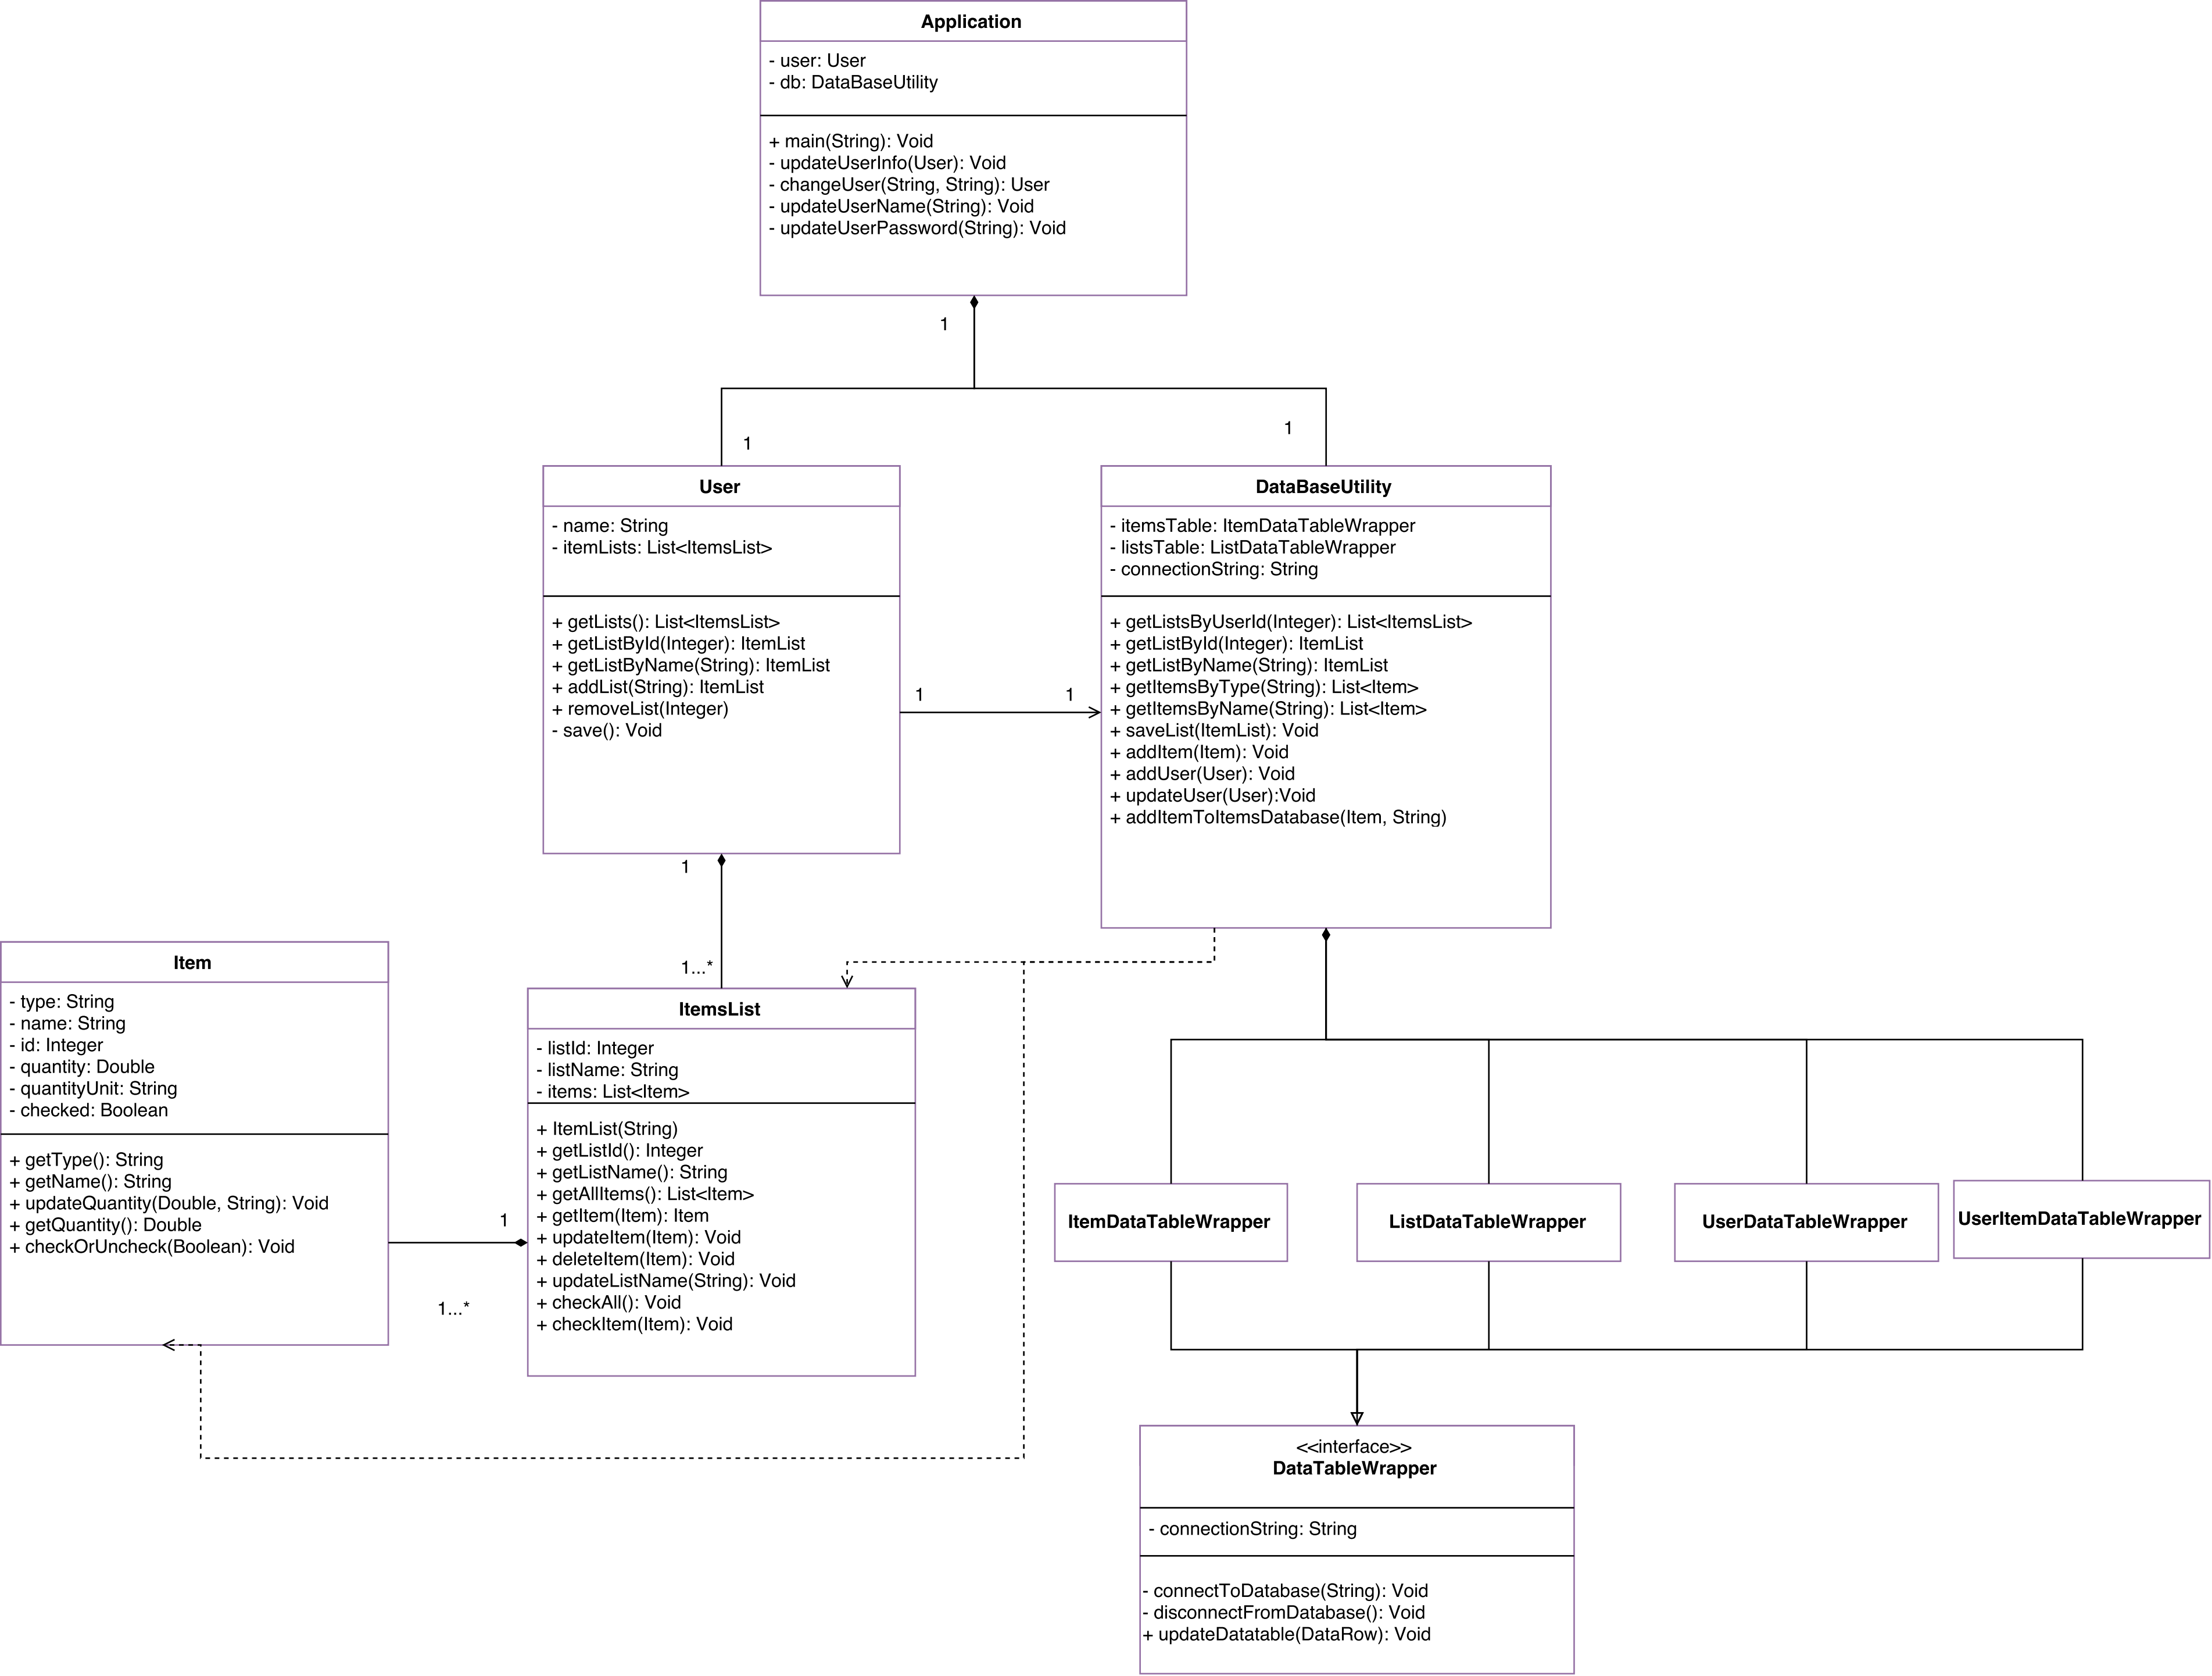 Application
- user: User
- db: DataBaseUtility
+ main(String): Void
- updateUserInfo(User): Void
- changeUser(String, String): User
- updateUserName(String): Void
- updateUserPassword(String): Void
1
1
1
User
- name: String
- itemLists: List<ItemsList>
+ getLists(): List<ItemsList>
+ getListById(Integer): ItemList
+ getListByName(String): ItemList
+ addList(String): ItemList
+ removeList(Integer)
- save(): Void
1
1
DataBaseUtility
- itemsTable: ItemDataTableWrapper
- listsTable: ListDataTableWrapper
- connectionString: String
+ getListsByUserId(Integer): List<ItemsList>
+ getListById(Integer): ItemList
+ getListByName(String): ItemList
+ getItemsByType(String): List<Item>
+ getItemsByName(String): List<Item>
+ saveList(ItemList): Void
+ addItem(Item): Void
+ addUser(User): Void
+ updateUser(User):Void
+ addItemToItemsDatabase(Item, String)
1
1...*
Item
- type: String
- name: String
- id: Integer
- quantity: Double
- quantityUnit: String
- checked: Boolean
+ getType(): String
+ getName(): String
+ updateQuantity(Double, String): Void
+ getQuantity(): Double
+ checkOrUncheck(Boolean): Void
1
1...*
ItemsList
- listId: Integer
- listName: String
- items: List<Item>
+ ItemList(String)
+ getListId(): Integer
+ getListName(): String
+ getAllItems(): List<Item>
+ getItem(Item): Item
+ updateItem(Item): Void
+ deleteItem(Item): Void
+ updateListName(String): Void
+ checkAll(): Void
+ checkItem(Item): Void
ItemDataTableWrapper
ListDataTableWrapper
UserDataTableWrapper
UserItemDataTableWrapper
<<interface>>
DataTableWrapper
- connectionString: String
- connectToDatabase(String): Void
- disconnectFromDatabase(): Void
+ updateDatatable(DataRow): Void